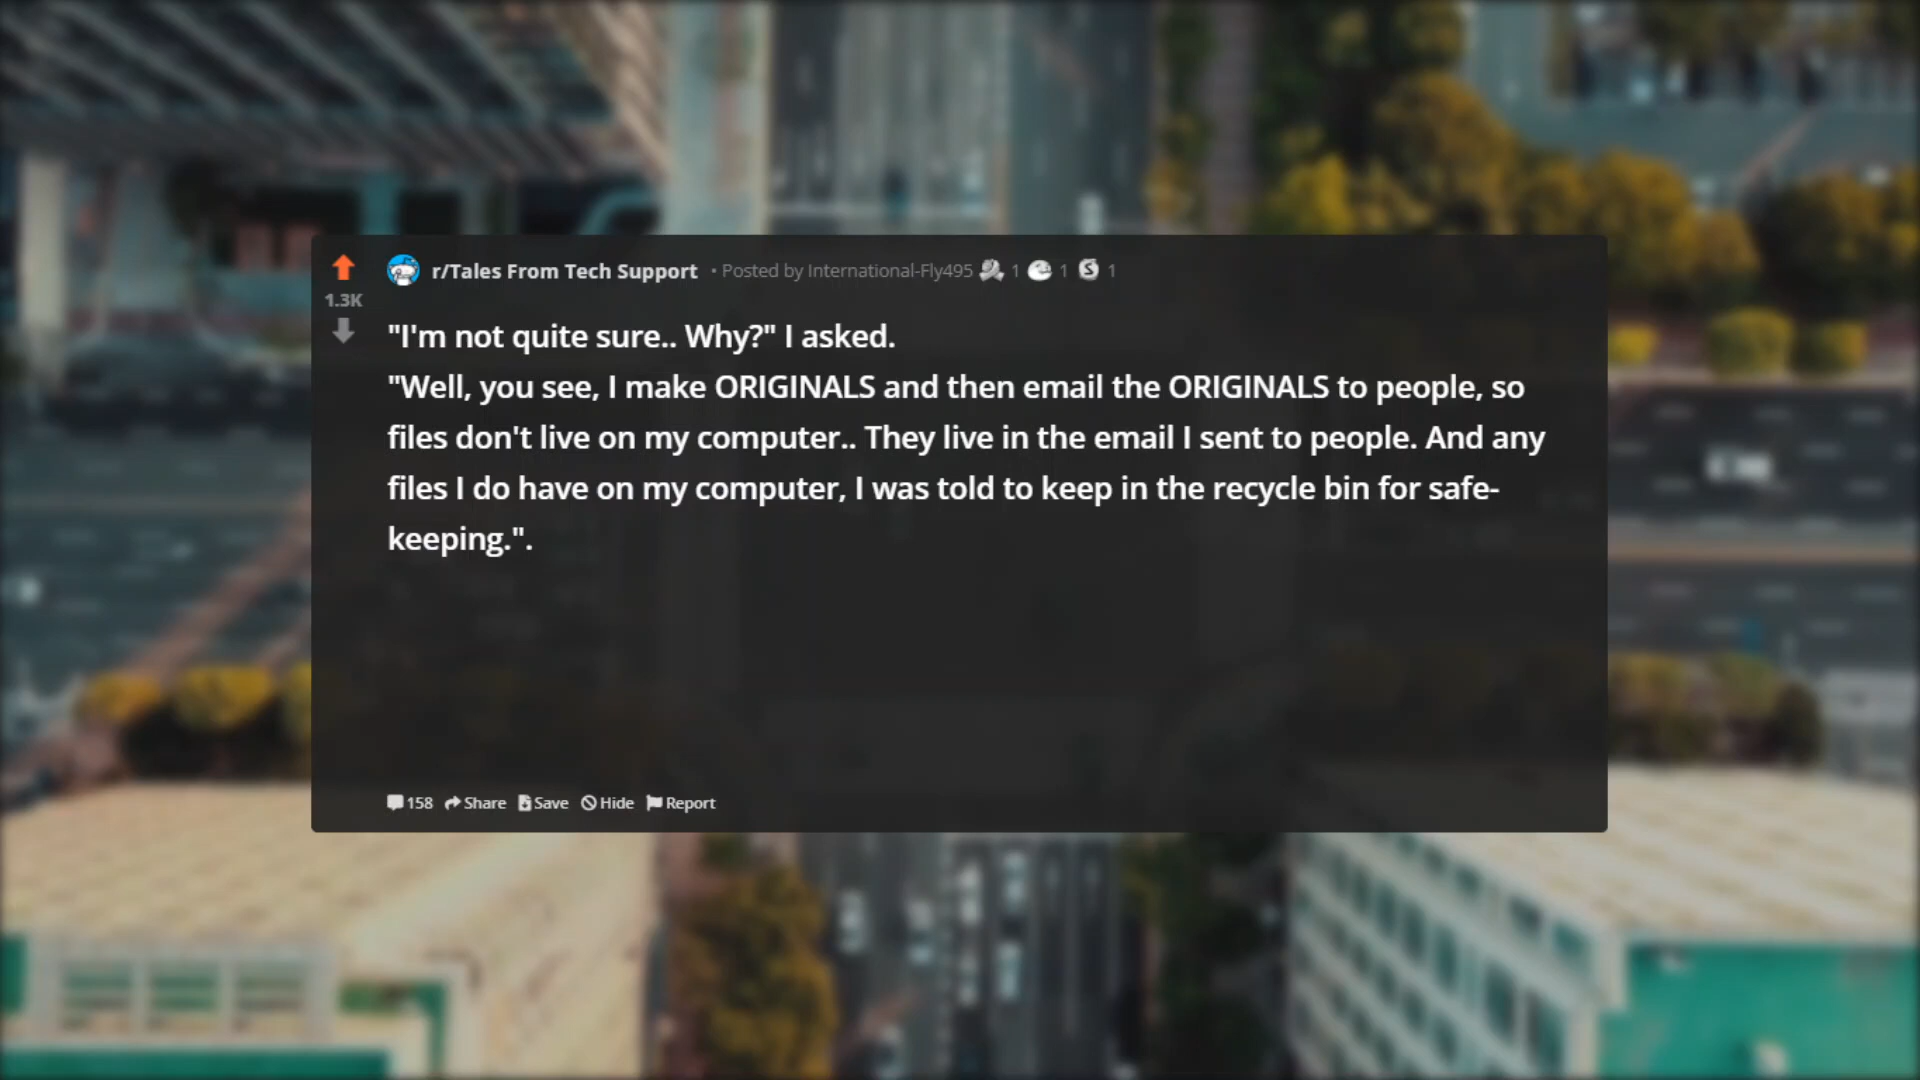 r/Tales From Tech Support • Posted by International-Fly495 1 1 1
1.3K
"I'm not quite sure.. Why?" I asked.
"Well, you see, I make ORIGINALS and then email the ORIGINALS to people, so
files don't live on my computer.. They live in the email I sent to people. And any
files I do have on my computer, I was told to keep in the recycle bin for safe-
keeping.".
158 Share Save Hide Report